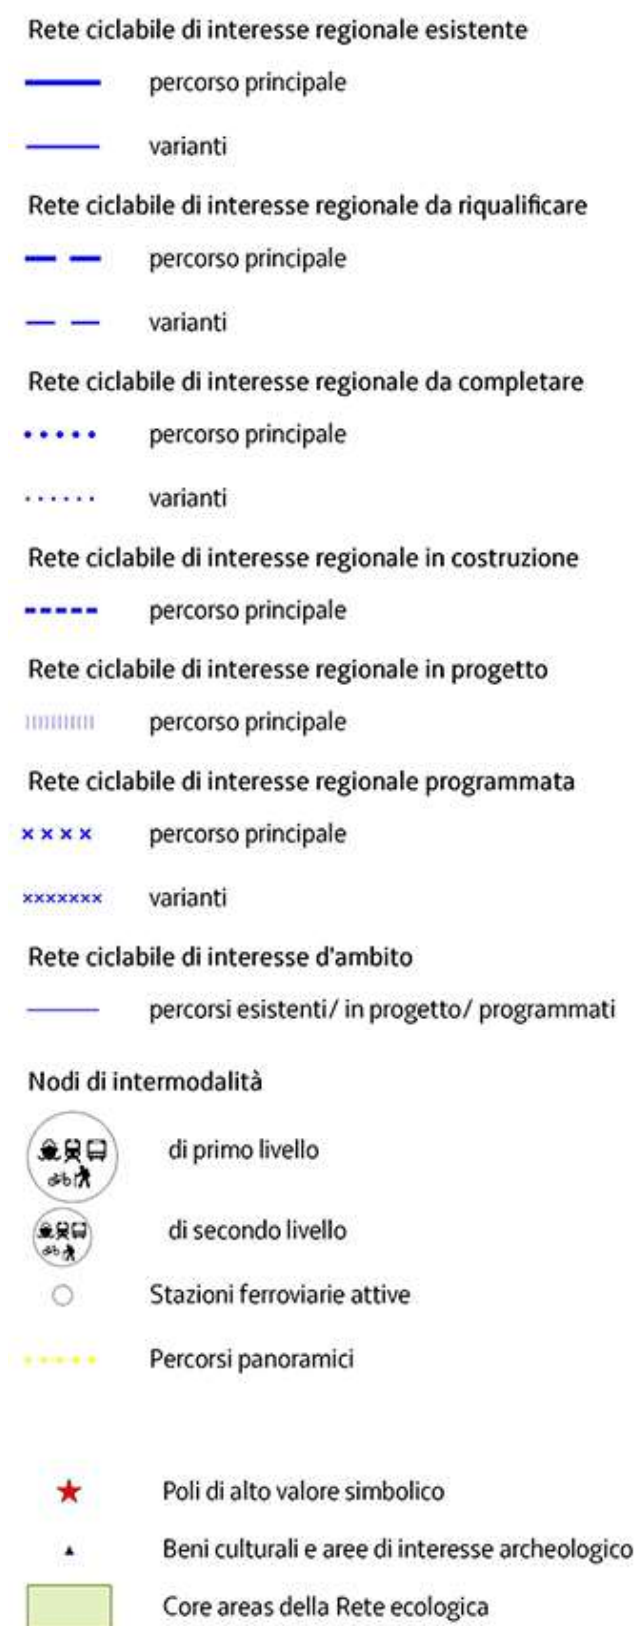 Rete ciclabile di interesse regionale esistente
percorso principale
varianti
Rete ciclabile di interesse regionale da riqualificare
percorso principale
varianti
Rete ciclabile di interesse regionale da completare
percorso principale
varianti
Rete ciclabile di interesse regionale in costruzione
percorso principale
Rete ciclabile di interesse regionale in progetto
percorso principale
Rete ciclabile di interesse regionale programmata
percorso principale
varianti
Rete ciclabile di interesse d'ambito
percorsi esistenti/ in progetto/ programmati
Nodi di intermodalità
di primo livello
di secondo livello
Stazioni ferroviarie attive
Percorsi panoramici
Poli di alto valore simbolico
Beni culturali e aree di interesse archeologico
Core areas della Rete ecologica